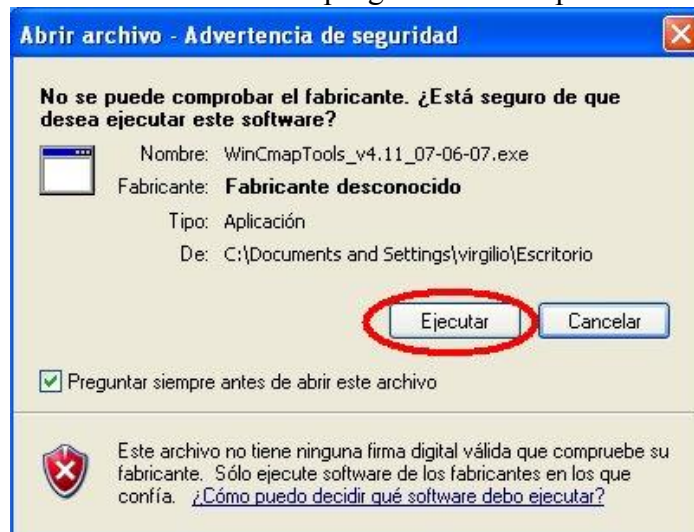 Abrir archivo - Advertencia de seguridad
No se puede comprobar el fabricante. ¿Está seguro de que
desea ejecutar este software?
Nombre: WinCmapTools_v4.11_07-06-07.exe
Fabricante: Fabricante desconocido
Tipo: Aplicación
De: C:\Documents and Settings\virgilio\Escritorio
Ejecutar Cancelar
Preguntar siempre antes de abrir este archivo
Este archivo no tiene ninguna firma digital válida que compruebe su
fabricante. Sólo ejecute software de los fabricantes en los que
confía. ¿Cómo puedo decidir qué software debo ejecutar?